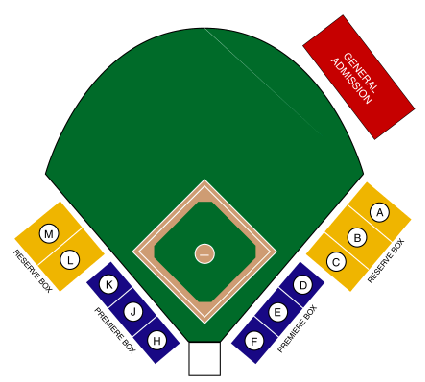 GENERAL
ADMISSION
A
B
C
RESERVE BOX
M
L
RESERVE BOX
K
J
H
PREMIERE BOX
D
E
F
PREMIERE BOX